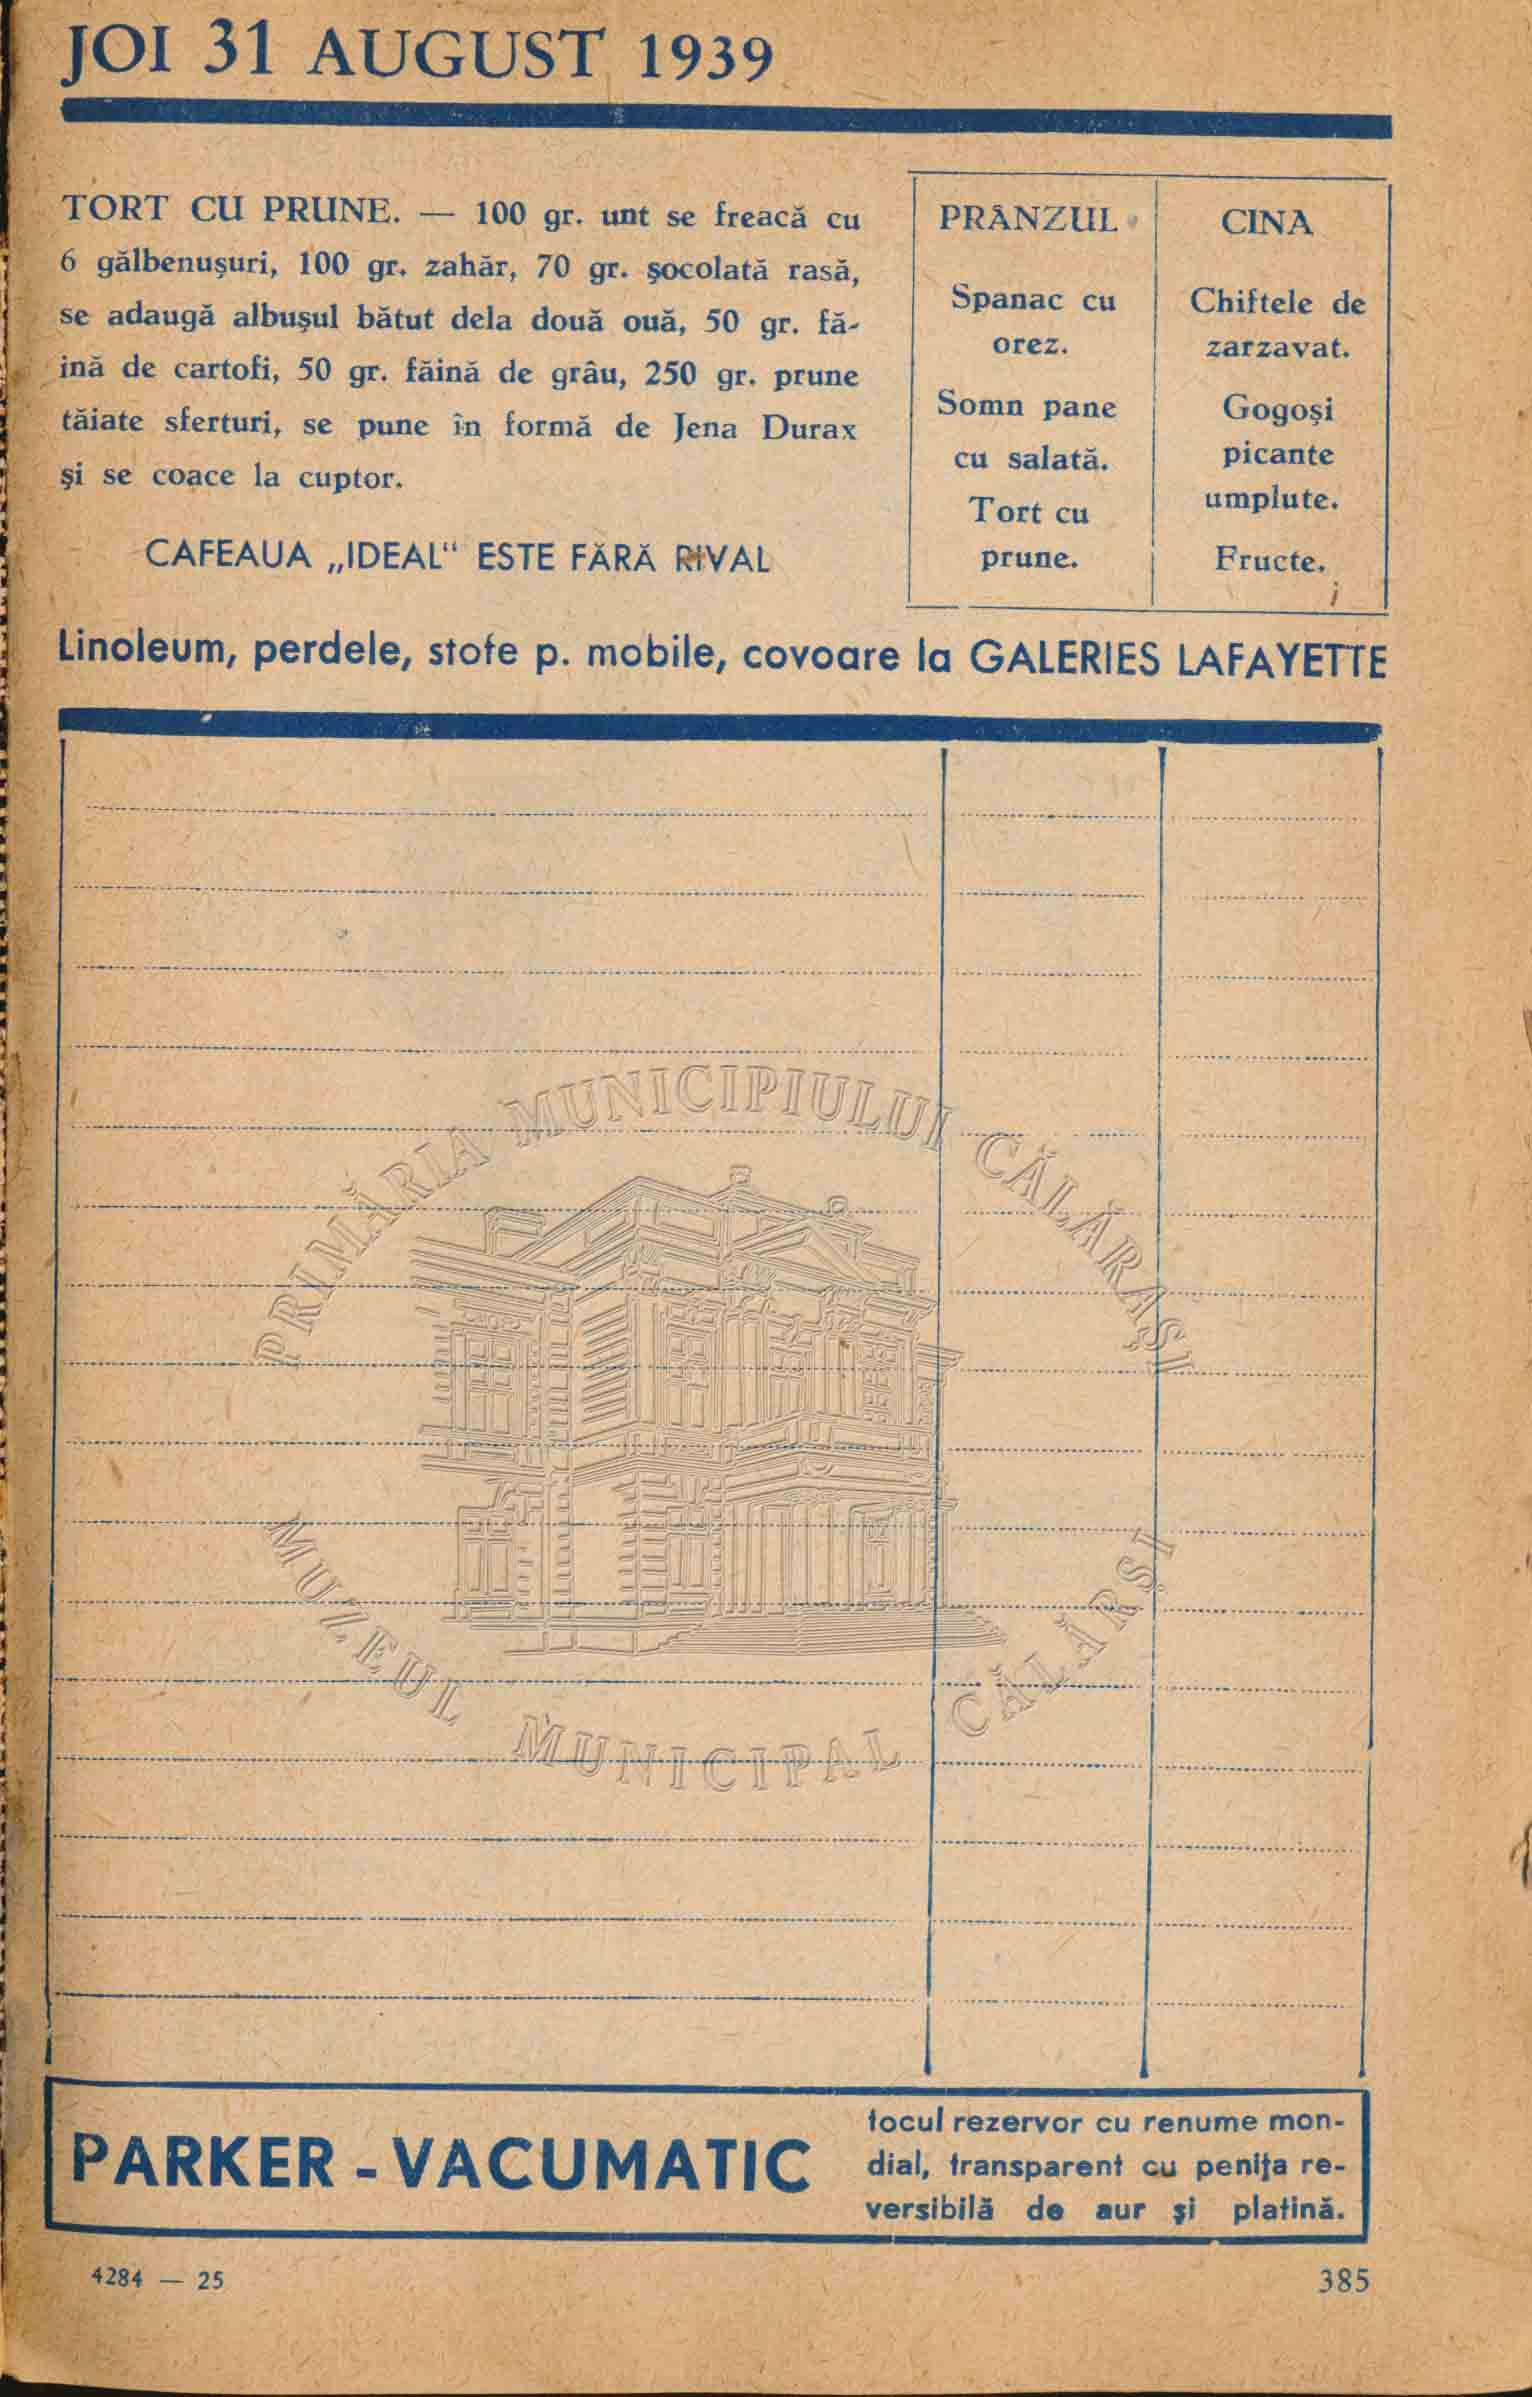 JOI 31 AUGUST 1939
TORT CU PRUNE. — 100 gr. unt se freacă cu
6 gălbenuşuri, 100 gr. zahăr, 70 gr. şocolată rasă,
se adaugă albuşul bătut dela două ouă, 50 gr. fă-
ină de cartofi, 50 gr. făină de grâu, 250 gr. prune
tăiate sferturi, se pune în formă de Jena Durax
şi se coace la cuptor.
CAFEAUA „IDEAL“ ESTE FĂRĂ RIVAL
PRÂNZUL
Spanac cu
orez.
Somn pane
cu salată.
Tort cu
prune.
CINA
Chiftele de
zarzavat.
Gogoşi
picante
umplute.
Fructe.
Linoleum, perdele, stofe p. mobile, covoare la GALERIES LAFAYETTE
PRIMĂRIA MUNICIPIULUI CĂLĂRAŞI
MUZEUL MUNICIPAL CĂLĂRŞI
PARKER - VACUMATIC
tocul rezervor cu renume mon-
dial, transparent cu peniţa re-
versibilă de aur şi platină.
4284 — 25
385